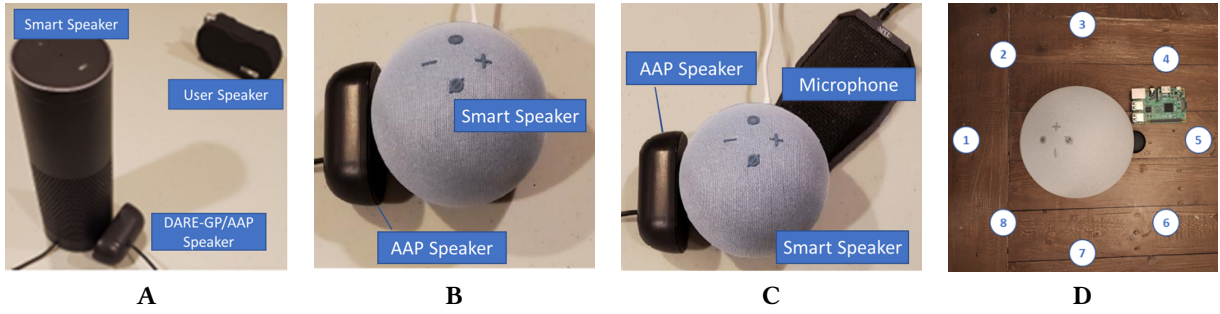 Smart Speaker
User Speaker
DARE-GP/AAP
Speaker
A
Smart Speaker
AAP Speaker
B
AAP Speaker
Microphone
Smart Speaker
C
3
2
4
1
5
8
6
7
D